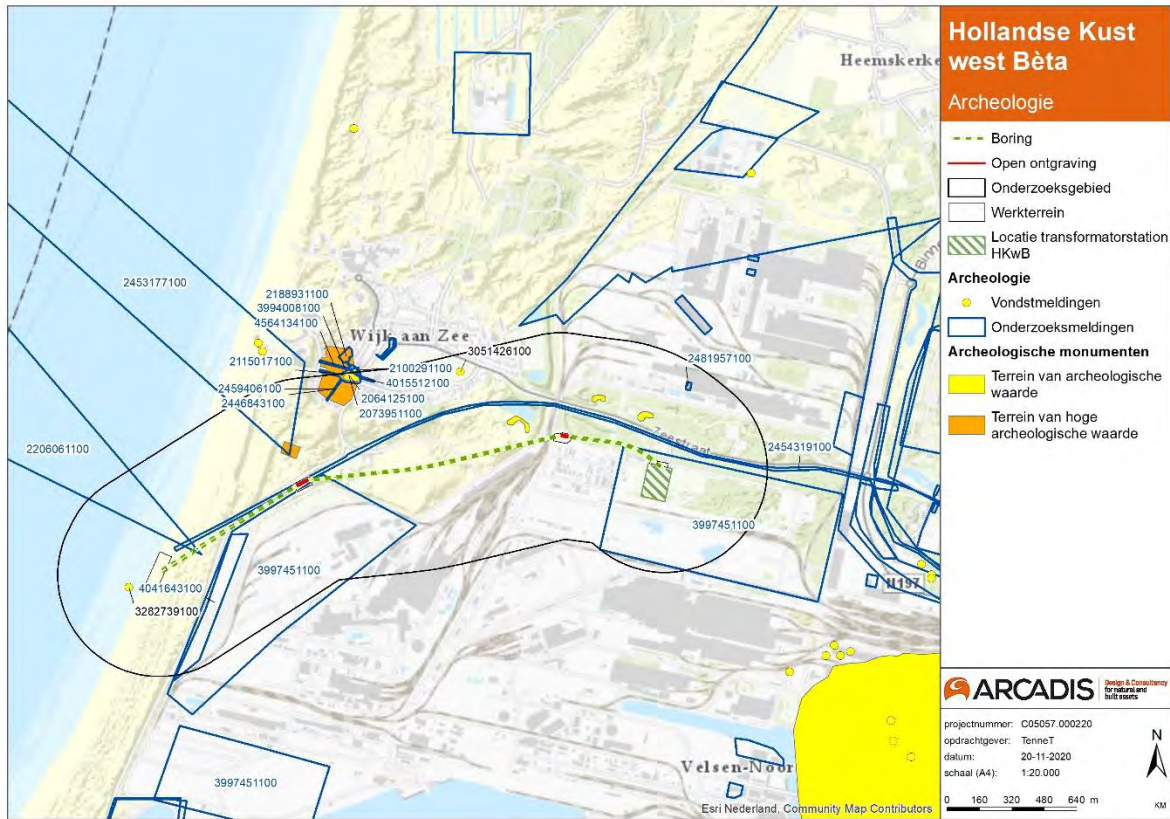 Heemskerke
2453177100
2188931100
3994008100
4564134100
Wijk aan Zee
3051426100
2115017100
2100291100
4015512100
2481957100
2459406100
2064125100
2446843100
2073951100
2206061100
Zeestraat
2454319100
3997451100
3997451100
4041643100
N197
3282739100
3997451100
Velsen-Noor
Esri Nederland, Community Map Contributors
Hollandse Kust
west Bèta
Archeologie
Boring
Open ontgraving
Onderzoeksgebied
Werkterrein
Locatie transformatorstation
HKwB
Archeologie
Vondstmeldingen
Onderzoeksmeldingen
Archeologische monumenten
Terrein van archeologische
waarde
Terrein van hoge
archeologische waarde
ARCADIS
Design & Consultancy
for natural and
built assets
projectnummer: C05057.000220
opdrachtgever: TenneT
datum: 20-11-2020
schaal (A4): 1:20.000
N
0 160 320 480 640 m
KM